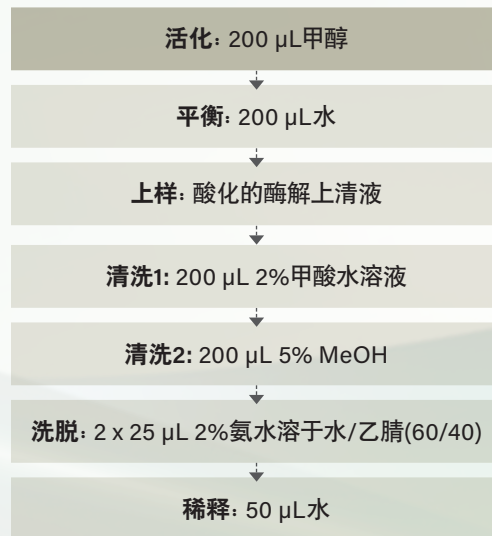 活化: 200 µL甲醇
平衡: 200 µL水
上样: 酸化的酶解上清液
清洗1: 200 µL 2%甲酸水溶液
清洗2: 200 µL 5% MeOH
洗脱: 2 x 25 µL 2%氨水溶于水/乙腈(60/40)
稀释: 50 µL水